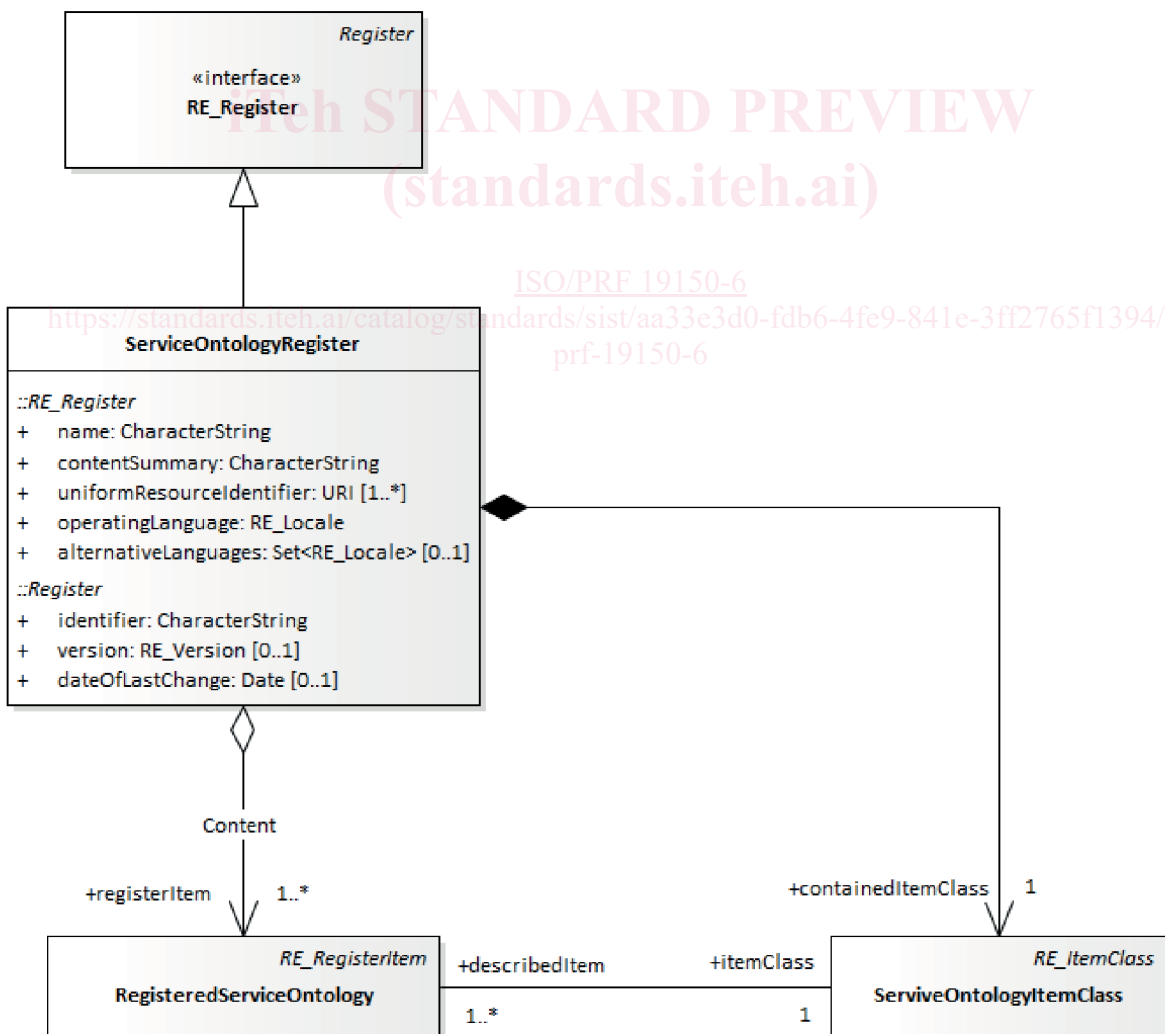 Register
«interface»
RE_Register
iTeh STANDARD PREVIEW
(standards.iteh.ai)
ISO/PRF 19150-6
https://standards.iteh.ai/catalog/standards/sist/aa33e3d0-fdb6-4fe9-841e-3ff2765f1394/
prf-19150-6
ServiceOntologyRegister
::RE_Register
+ name: CharacterString
+ contentSummary: CharacterString
+ uniformResourceIdentifier: URI [1..*]
+ operatingLanguage: RE_Locale
+ alternativeLanguages: Set<RE_Locale> [0..1]
::Register
+ identifier: CharacterString
+ version: RE_Version [0..1]
+ dateOfLastChange: Date [0..1]
Content
+registerItem 1..*
+containedItemClass 1
RE_RegisterItem
RegisteredServiceOntology
+describedItem +itemClass
1..* 1
RE_ItemClass
ServiveOntologyItemClass